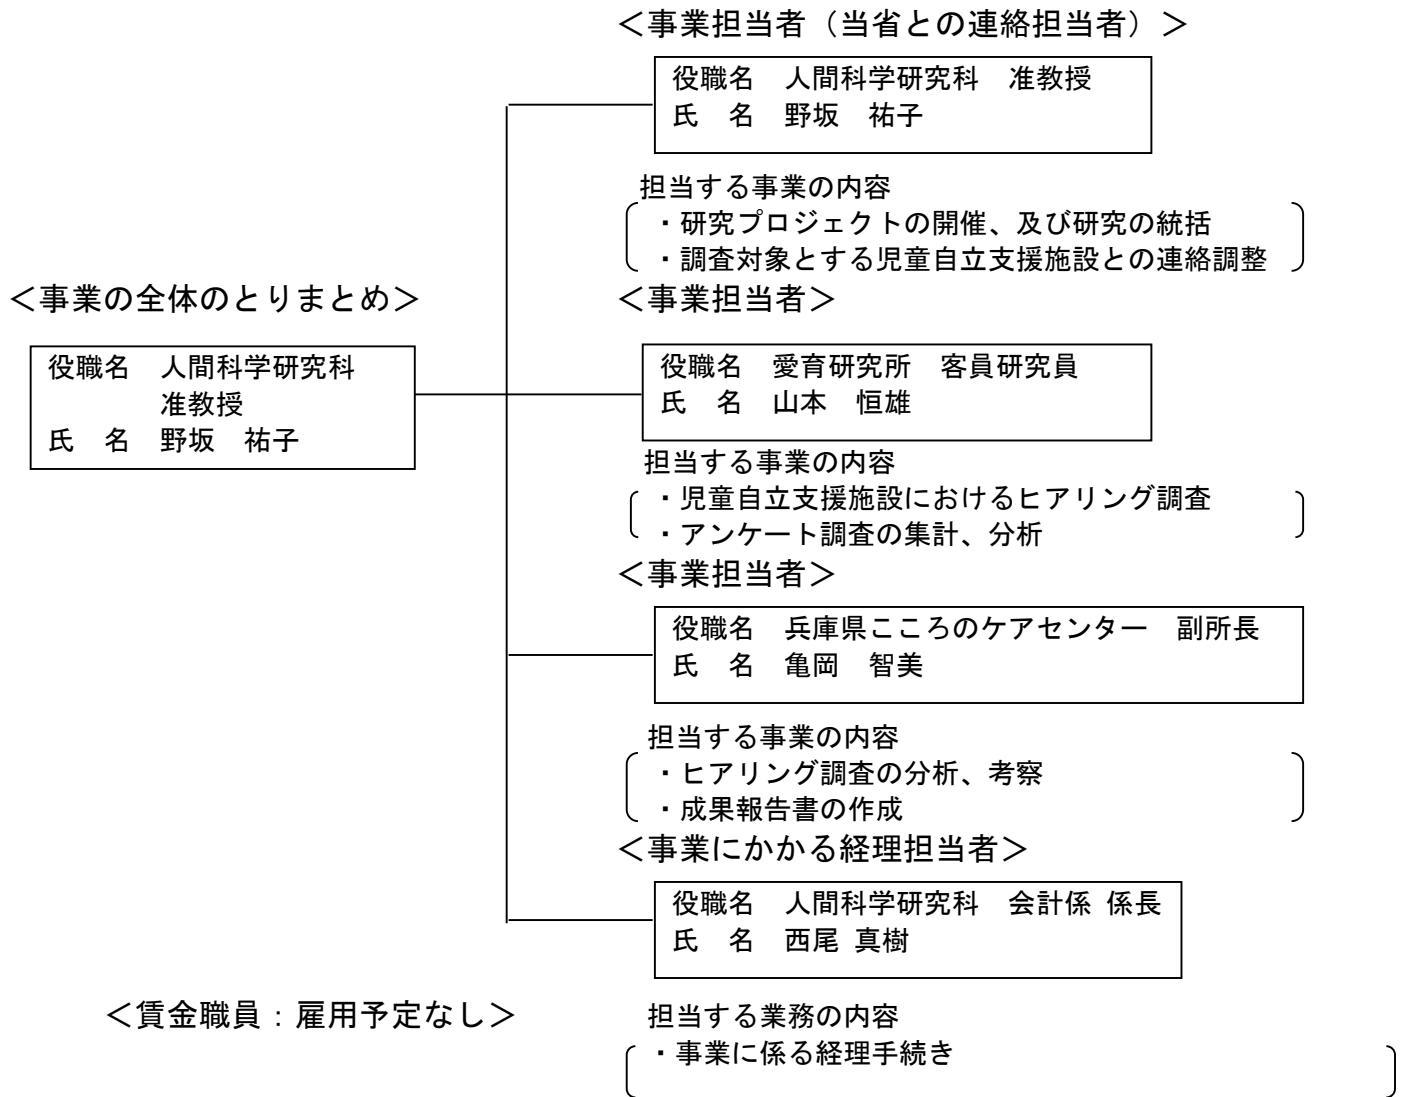 ＜事業担当者（当省との連絡担当者）＞
役職名　人間科学研究科　准教授
氏　名　野坂　祐子
担当する事業の内容
・研究プロジェクトの開催、及び研究の統括
・調査対象とする児童自立支援施設との連絡調整
＜事業の全体のとりまとめ＞
役職名　人間科学研究科
准教授
氏　名　野坂　祐子
＜事業担当者＞
役職名　愛育研究所　客員研究員
氏　名　山本　恒雄
担当する事業の内容
・児童自立支援施設におけるヒアリング調査
・アンケート調査の集計、分析
＜事業担当者＞
役職名　兵庫県こころのケアセンター　副所長
氏　名　亀岡　智美
担当する事業の内容
・ヒアリング調査の分析、考察
・成果報告書の作成
＜事業にかかる経理担当者＞
役職名　人間科学研究科　会計係 係長
氏　名　西尾 真樹
＜賃金職員：雇用予定なし＞
担当する業務の内容
・事業に係る経理手続き